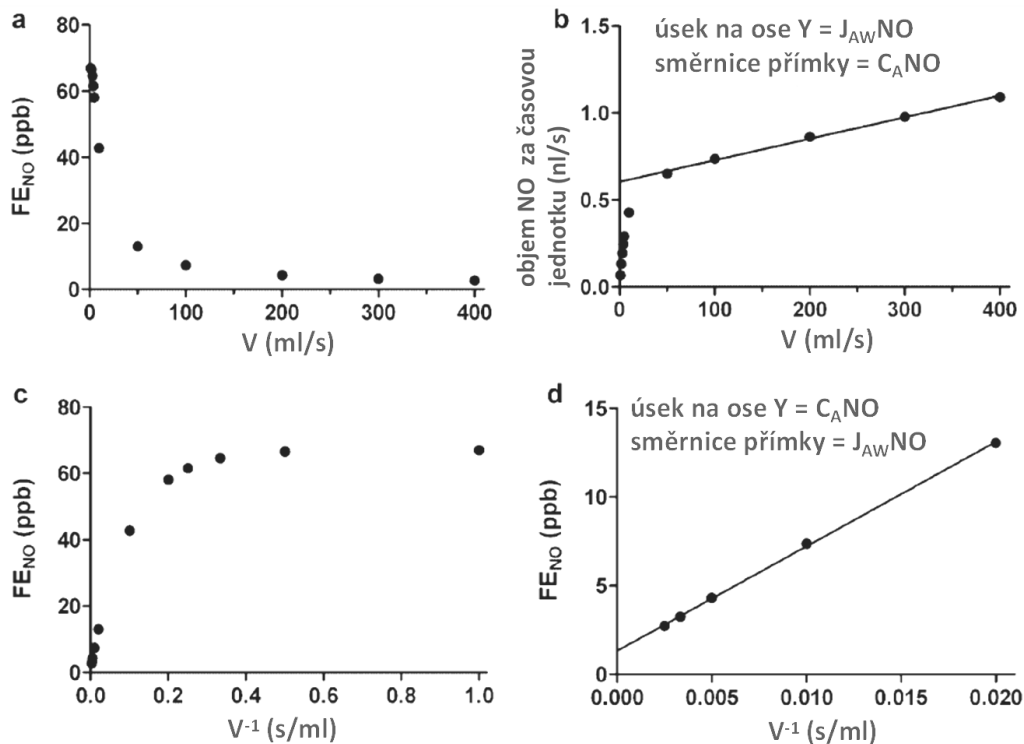 a
80
60
40
20
0
FE_NO (ppb)
0 100 200 300 400
V (ml/s)
b
úsek na ose Y = J_AWNO
směrnice přímky = C_ANO
1.5
1.0
0.5
0.0
objem NO za časovou
jednotku (nl/s)
0 100 200 300 400
V (ml/s)
c
80
60
40
20
0
FE_NO (ppb)
0.0 0.2 0.4 0.6 0.8 1.0
V⁻¹ (s/ml)
d
úsek na ose Y = C_ANO
směrnice přímky = J_AWNO
15
10
5
0
FE_NO (ppb)
0.000 0.005 0.010 0.015 0.020
V⁻¹ (s/ml)